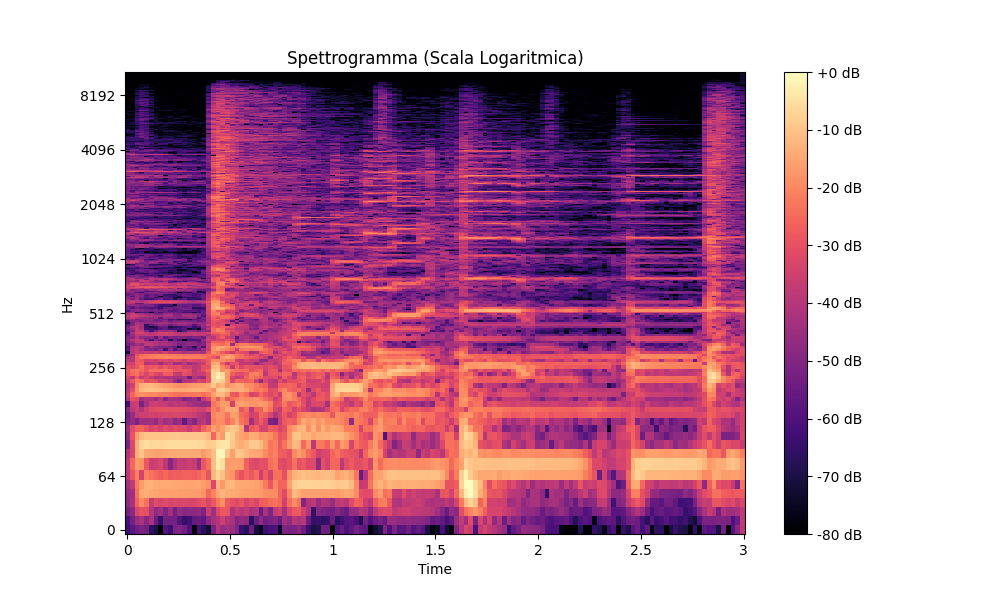 Spettrogramma (Scala Logaritmica)
Hz
8192
4096
2048
1024
512
256
128
64
0
0
0.5
1
1.5
2
2.5
3
Time
+0 dB
-10 dB
-20 dB
-30 dB
-40 dB
-50 dB
-60 dB
-70 dB
-80 dB